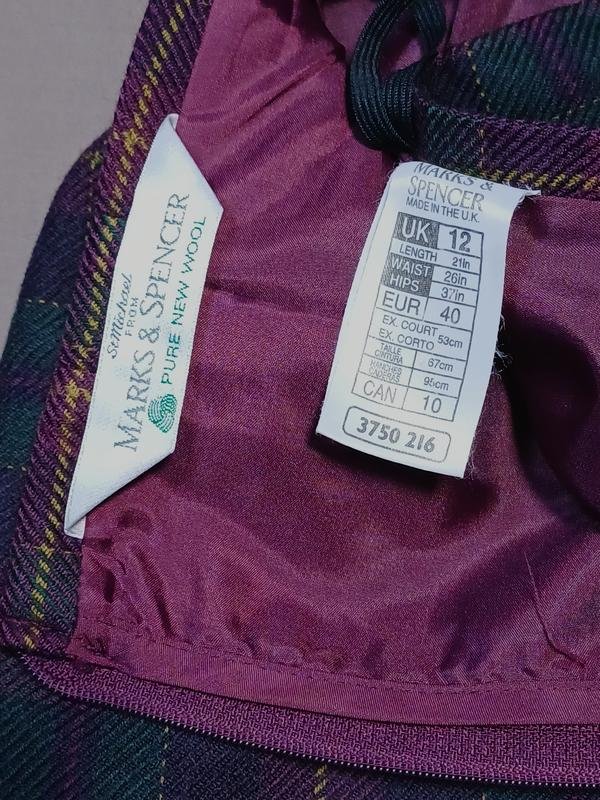 St Michael
FROM
MARKS & SPENCER
PURE NEW WOOL
MARKS &
SPENCER
MADE IN THE U.K.
UK 12
LENGTH 21in
WAIST 26in
HIPS 37in
EUR 40
EX. COURT
EX. CORTO 53cm
TAILLE
CINTURA 67cm
HANCHES
CADERAS 95cm
CAN 10
3750 216